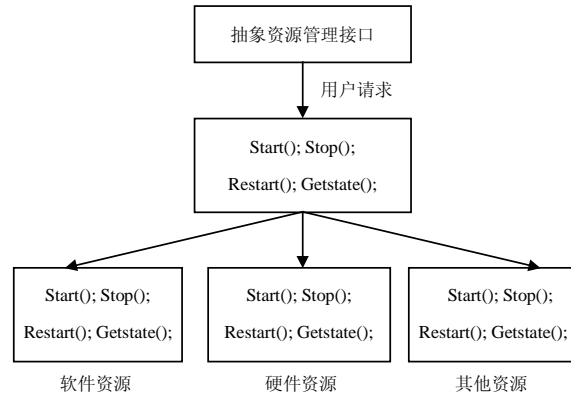 抽象资源管理接口
用户请求
Start(); Stop();
Restart(); Getstate();
Start(); Stop();
Restart(); Getstate();
软件资源
Start(); Stop();
Restart(); Getstate();
硬件资源
Start(); Stop();
Restart(); Getstate();
其他资源